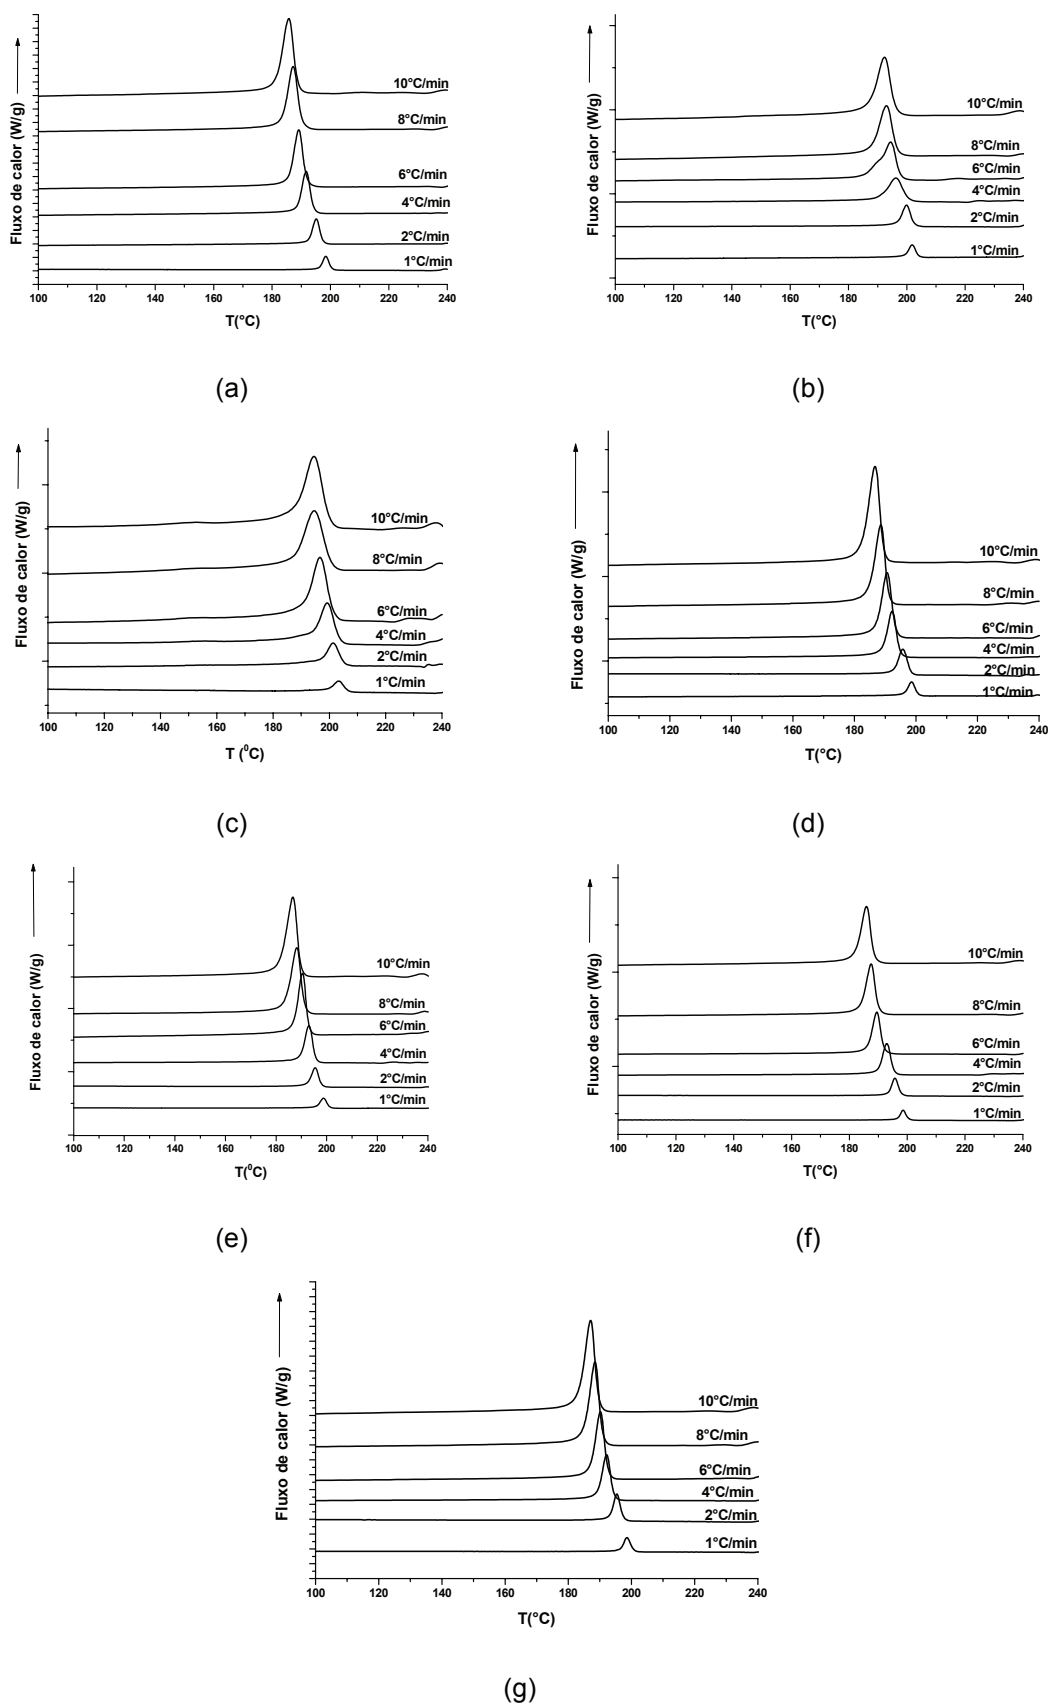 Fluxo de calor (W/g)
10°C/min
8°C/min
6°C/min
4°C/min
2°C/min
1°C/min
100 120 140 160 180 200 220 240
T(°C)
(a)
Fluxo de calor (W/g)
10°C/min
8°C/min
6°C/min
4°C/min
2°C/min
1°C/min
100 120 140 160 180 200 220 240
T(°C)
(b)
Fluxo de calor (W/g)
10°C/min
8°C/min
6°C/min
4°C/min
2°C/min
1°C/min
100 120 140 160 180 200 220 240
T (⁰C)
(c)
Fluxo de calor (W/g)
10°C/min
8°C/min
6°C/min
4°C/min
2°C/min
1°C/min
100 120 140 160 180 200 220 240
T(°C)
(d)
Fluxo de calor (W/g)
10°C/min
8°C/min
6°C/min
4°C/min
2°C/min
1°C/min
100 120 140 160 180 200 220 240
T(⁰C)
(e)
Fluxo de calor (W/g)
10°C/min
8°C/min
6°C/min
4°C/min
2°C/min
1°C/min
100 120 140 160 180 200 220 240
T(°C)
(f)
Fluxo de calor (W/g)
10°C/min
8°C/min
6°C/min
4°C/min
2°C/min
1°C/min
100 120 140 160 180 200 220 240
T(°C)
(g)